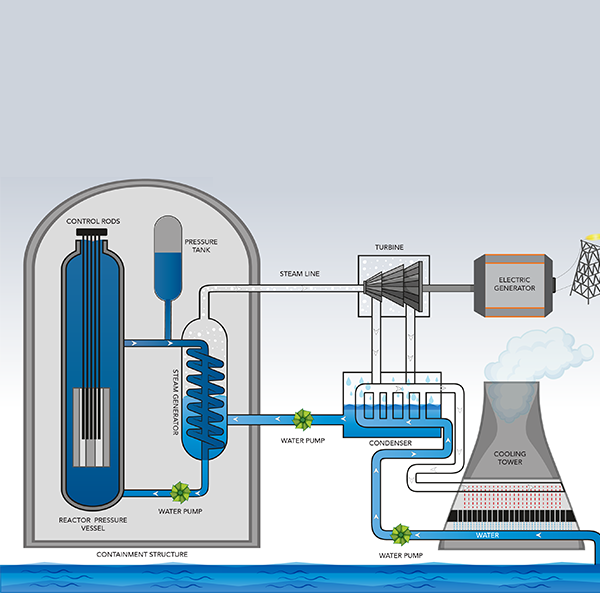 CONTROL RODS
PRESSURE
TANK
STEAM LINE
TURBINE
ELECTRIC
GENERATOR
STEAM GENERATOR
WATER PUMP
CONDENSER
COOLING
TOWER
WATER PUMP
REACTOR PRESSURE
VESSEL
WATER
WATER PUMP
CONTAINMENT STRUCTURE